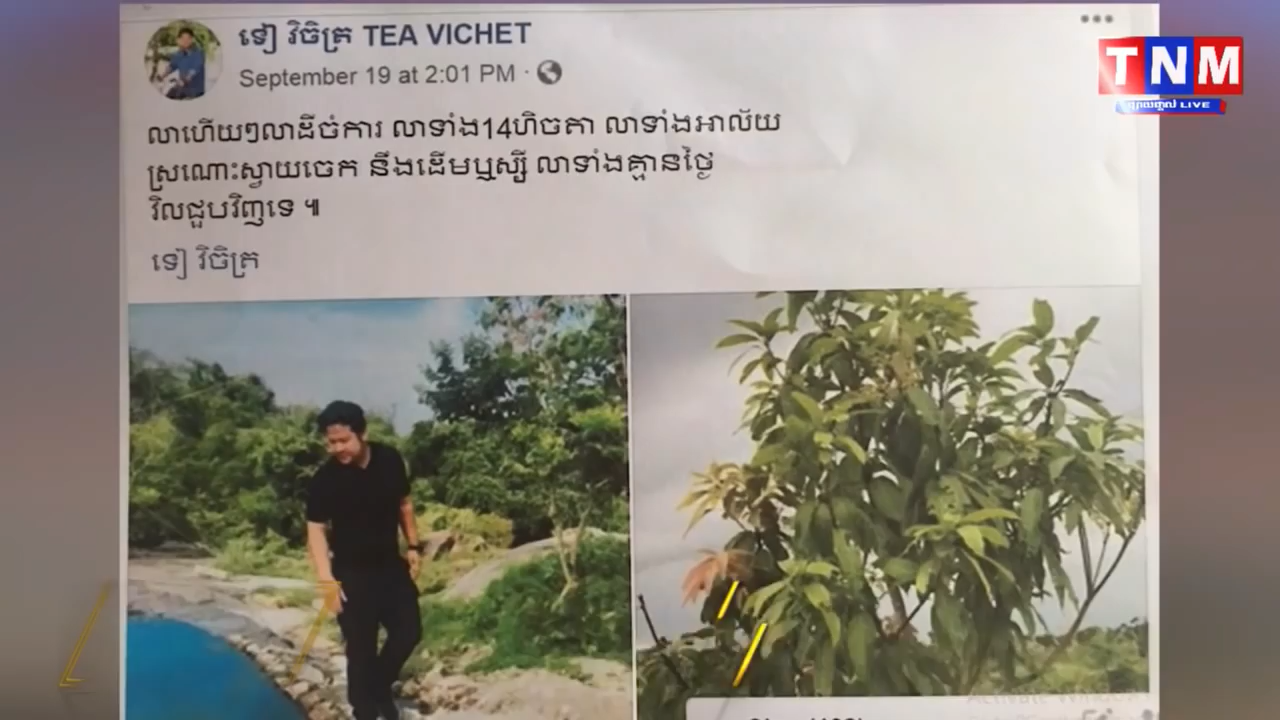 ទៀ វិចិត្រ TEA VICHET
September 19 at 2:01 PM ·
TNM
LIVE
លាហើយៗលាដីចំការ លាទាំង14ហិចតា លាទាំងអាល័យ
ស្រណោះស្វាយចេក នឹងដើមឬស្សី លាទាំងគ្មានថ្ងៃ
វិលជួបវិញទេ ៕
ទៀ វិចិត្រ
Activate Windows